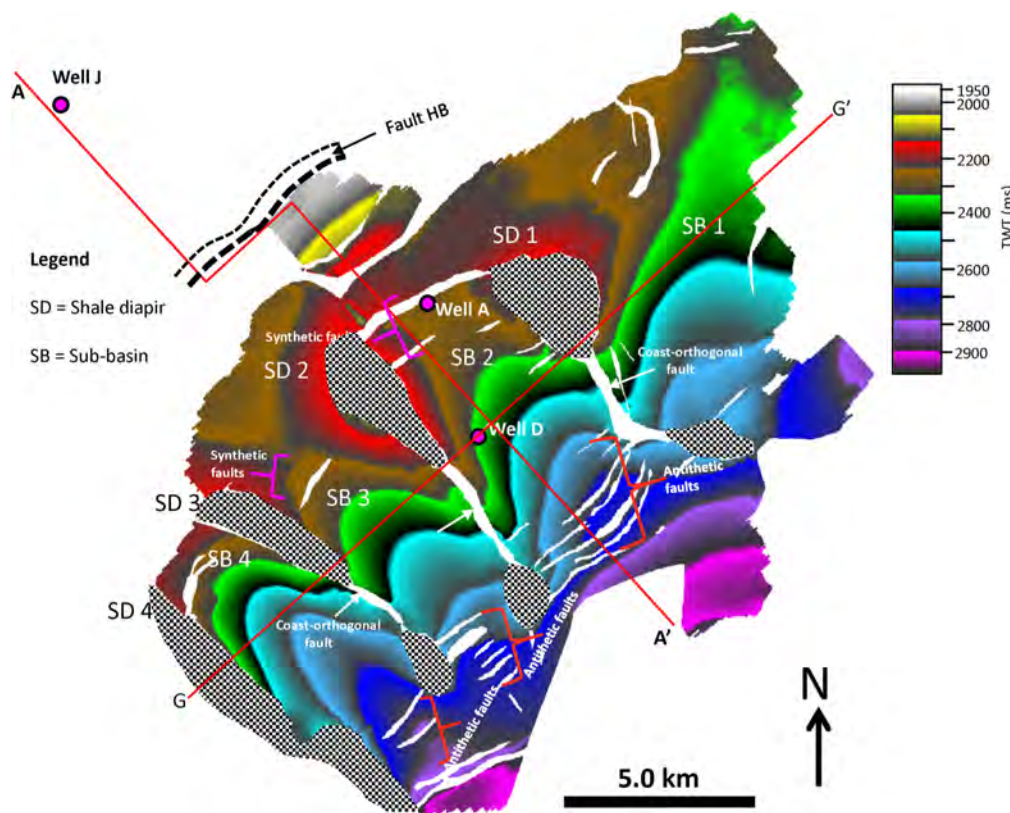 Well J
A
Fault HB
G'
1950
2000
2200
2400
2600
2800
2900
TWT (ms)
SB 1
SD 1
Legend
SD = Shale diapir
SB = Sub-basin
Well A
Synthetic fault
SD 2
SB 2
Coast-orthogonal
fault
Well D
Synthetic
faults
Antithetic
faults
SB 3
SD 3
SB 4
SD 4
Coast-orthogonal
fault
A'
G
Antithetic faults
Antithetic faults
N
5.0 km